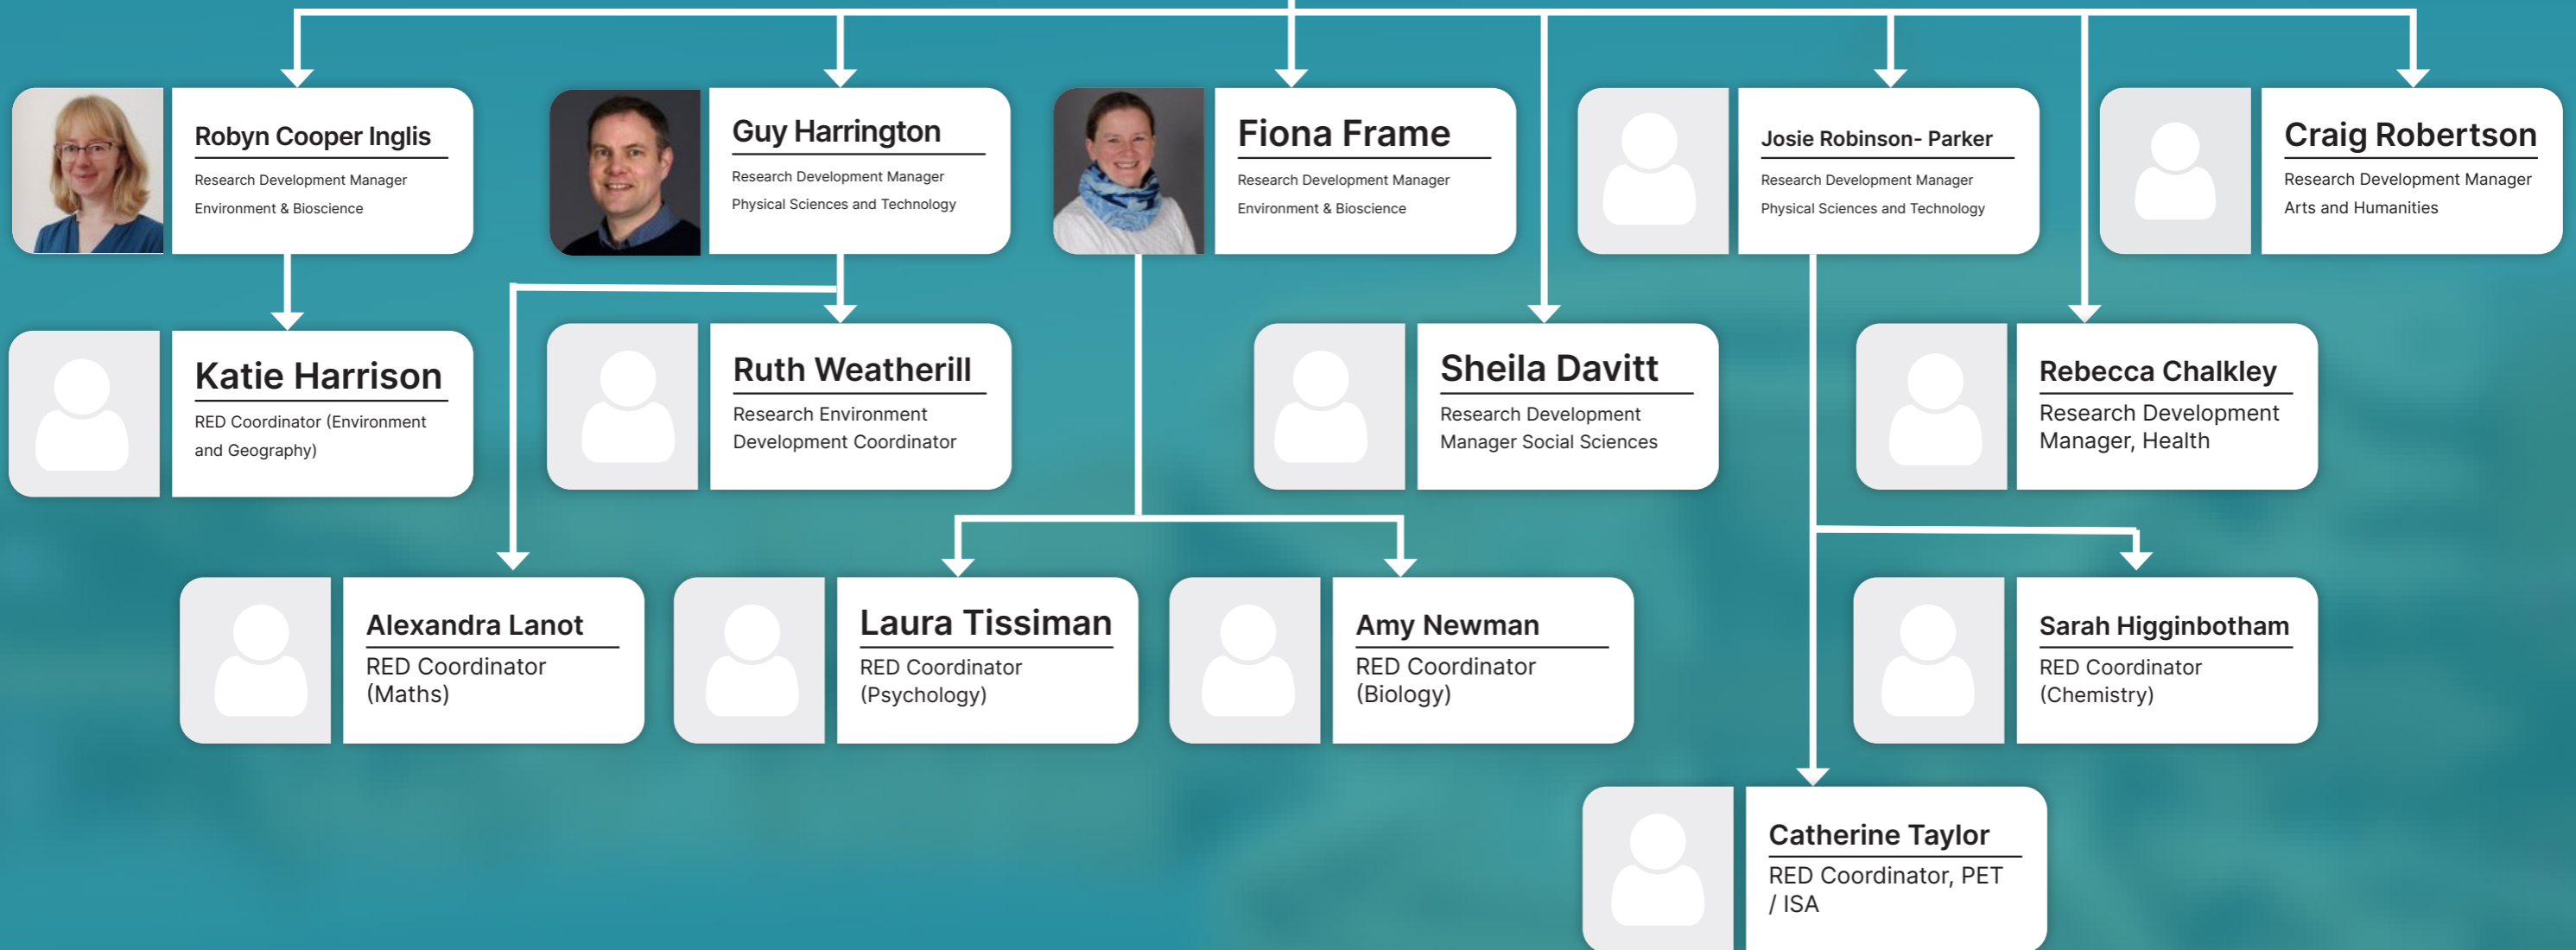 Robyn Cooper Inglis
Research Development Manager
Environment & Bioscience
Guy Harrington
Research Development Manager
Physical Sciences and Technology
Fiona Frame
Research Development Manager
Environment & Bioscience
Josie Robinson- Parker
Research Development Manager
Physical Sciences and Technology
Craig Robertson
Research Development Manager
Arts and Humanities
Katie Harrison
RED Coordinator (Environment
and Geography)
Ruth Weatherill
Research Environment
Development Coordinator
Sheila Davitt
Research Development
Manager Social Sciences
Rebecca Chalkley
Research Development
Manager, Health
Alexandra Lanot
RED Coordinator
(Maths)
Laura Tissiman
RED Coordinator
(Psychology)
Amy Newman
RED Coordinator
(Biology)
Sarah Higginbotham
RED Coordinator
(Chemistry)
Catherine Taylor
RED Coordinator, PET
/ ISA